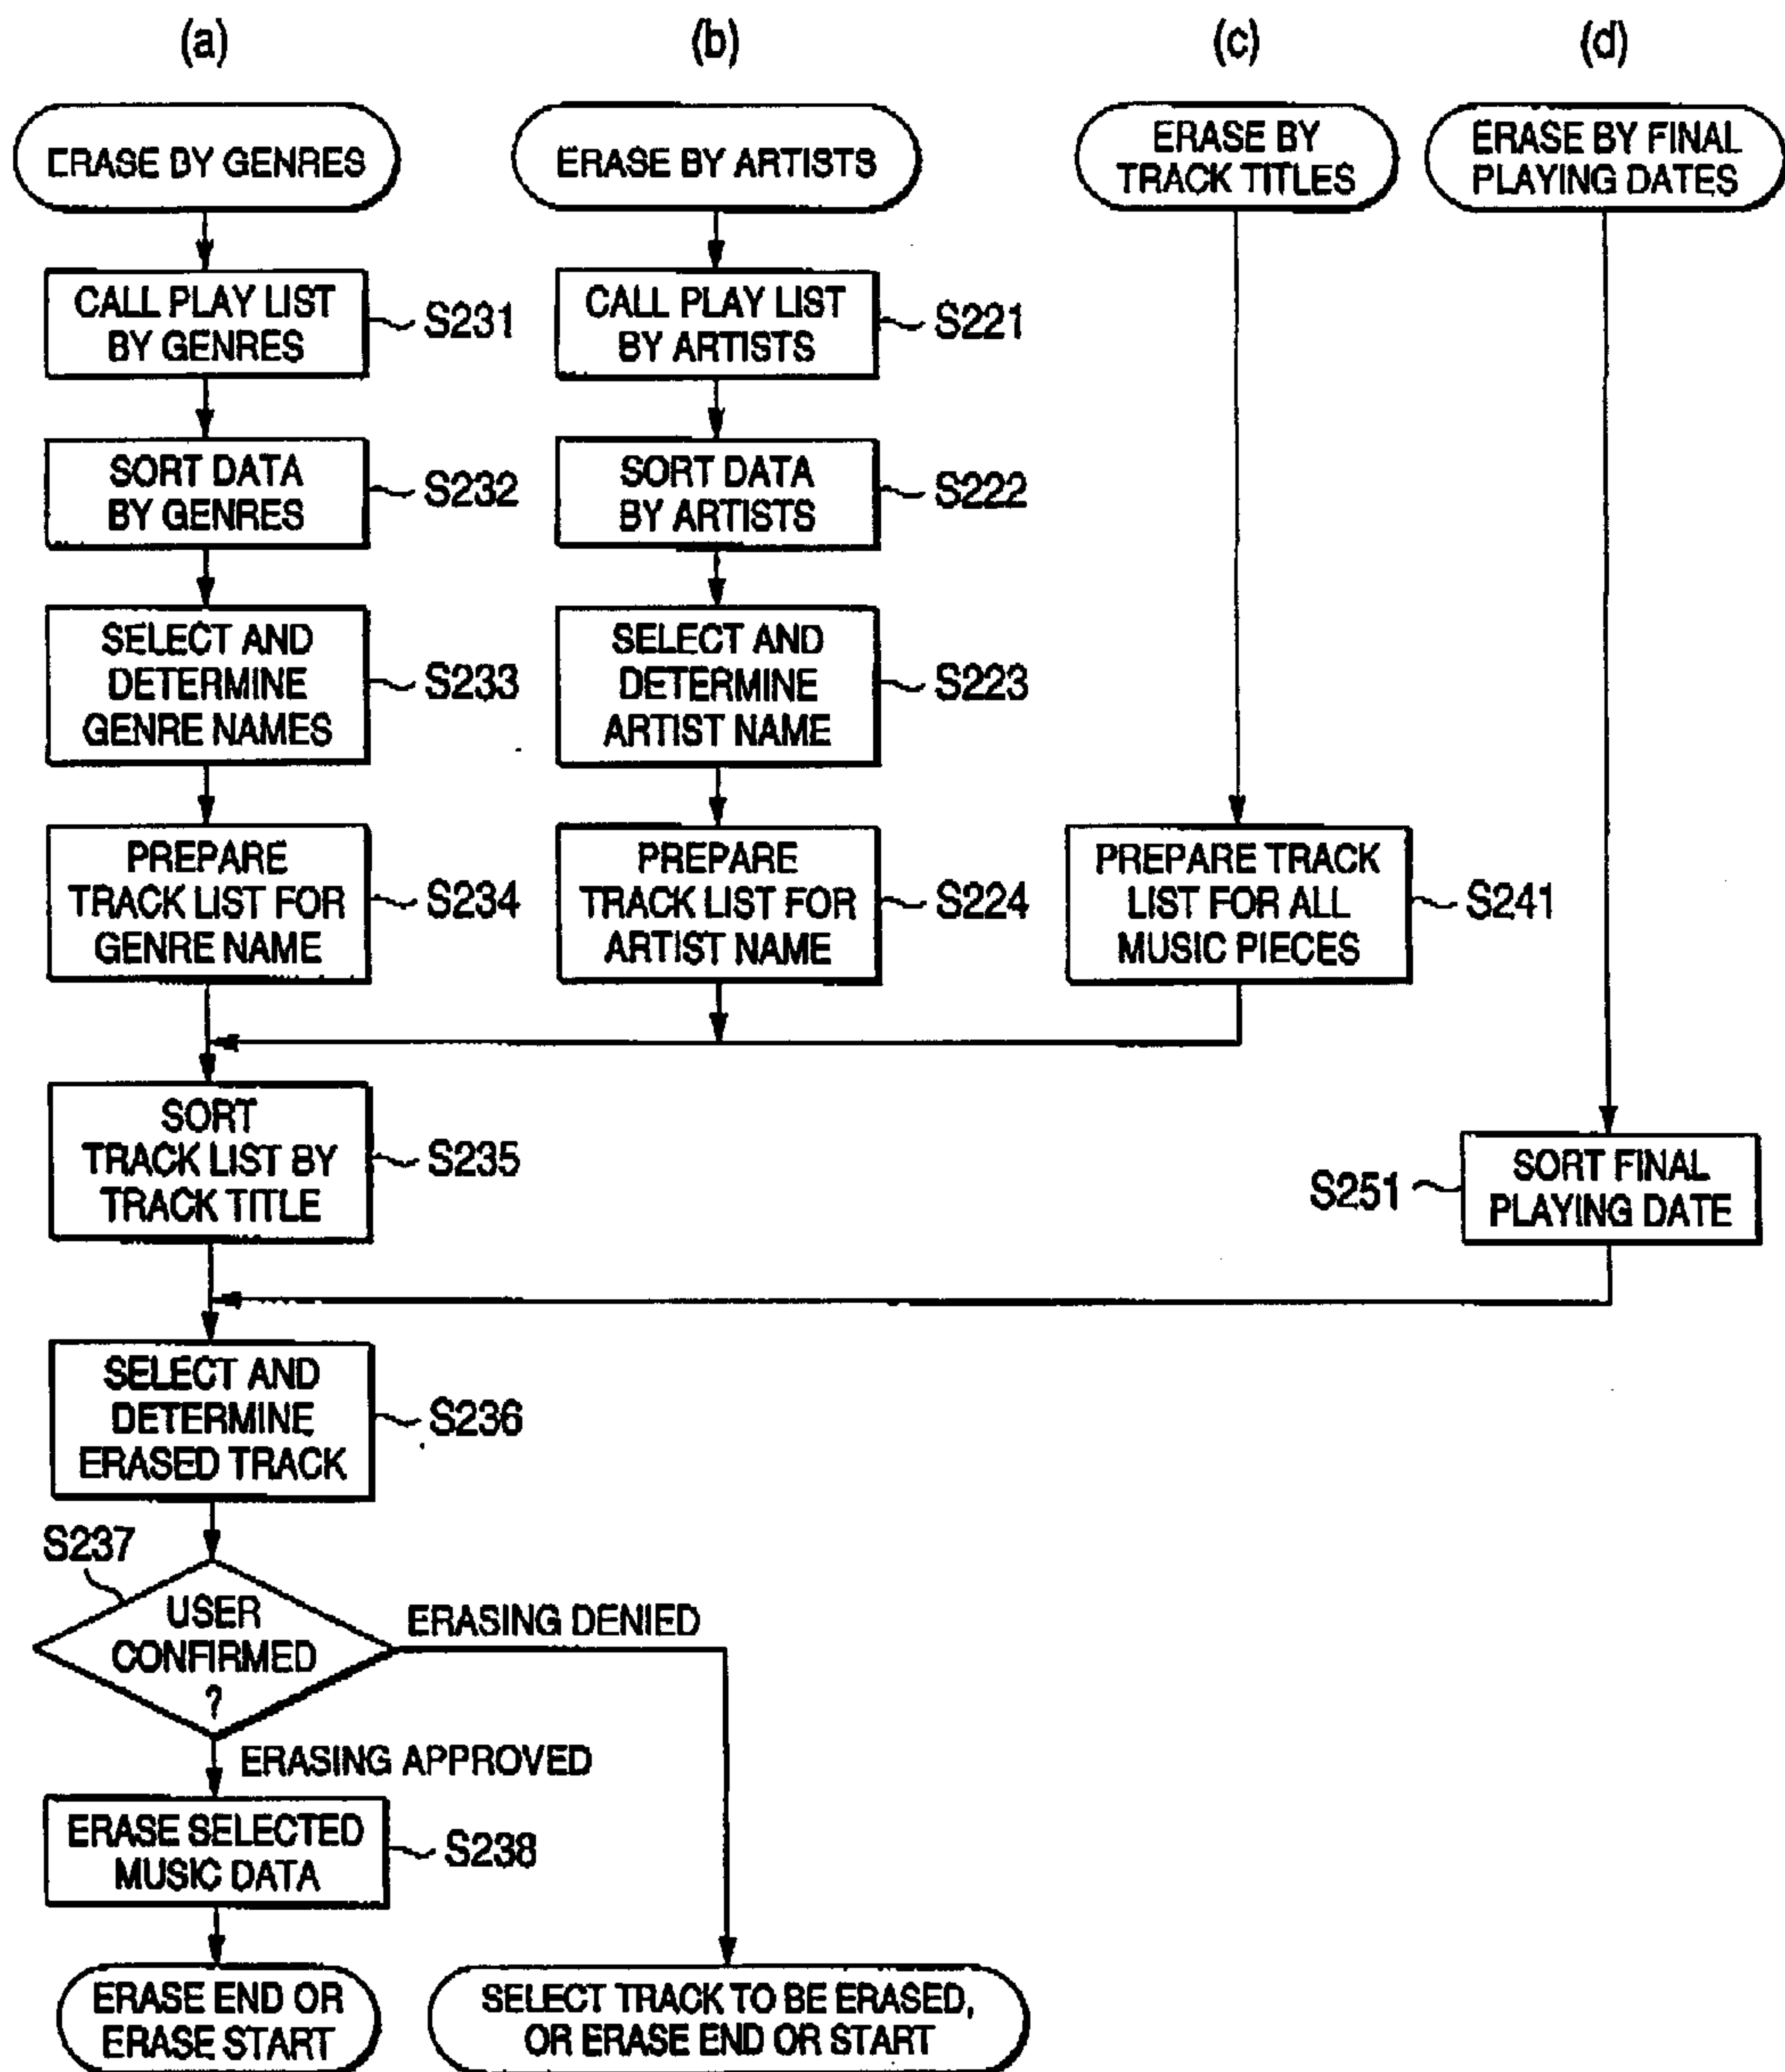 (a)
(b)
(c)
(d)
ERASE BY GENRES
ERASE BY ARTISTS
ERASE BY
TRACK TITLES
ERASE BY FINAL
PLAYING DATES
CALL PLAY LIST
BY GENRES
S231
CALL PLAY LIST
BY ARTISTS
S221
SORT DATA
BY GENRES
S232
SORT DATA
BY ARTISTS
S222
SELECT AND
DETERMINE
GENRE NAMES
S233
SELECT AND
DETERMINE
ARTIST NAME
S223
PREPARE
TRACK LIST FOR
GENRE NAME
S234
PREPARE
TRACK LIST FOR
ARTIST NAME
S224
PREPARE TRACK
LIST FOR ALL
MUSIC PIECES
S241
SORT
TRACK LIST BY
TRACK TITLE
S235
S251
SORT FINAL
PLAYING DATE
SELECT AND
DETERMINE
ERASED TRACK
S236
S237
USER
CONFIRMED
?
ERASING DENIED
ERASING APPROVED
ERASE SELECTED
MUSIC DATA
S238
ERASE END OR
ERASE START
SELECT TRACK TO BE ERASED,
OR ERASE END OR START